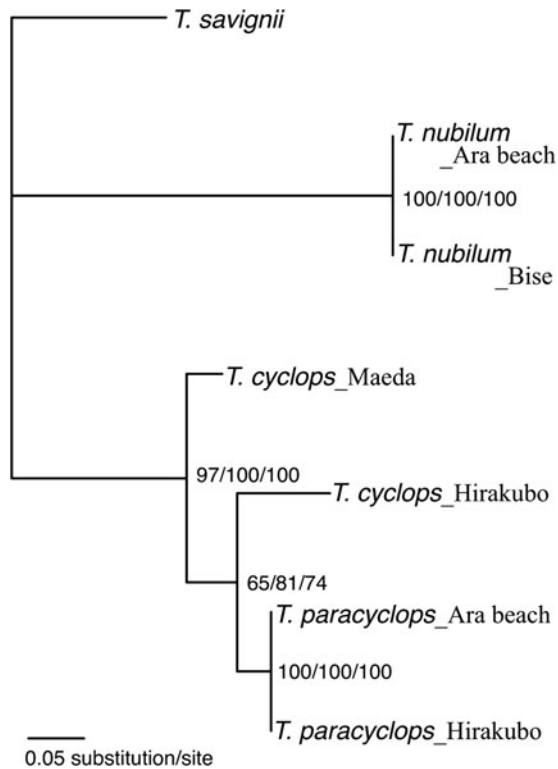 T. savignii
T. nubilum
_Ara beach
100/100/100
T. nubilum
_Bise
T. cyclops_Maeda
97/100/100
T. cyclops_Hirakubo
65/81/74
T. paracyclops_Ara beach
100/100/100
T. paracyclops_Hirakubo
0.05 substitution/site